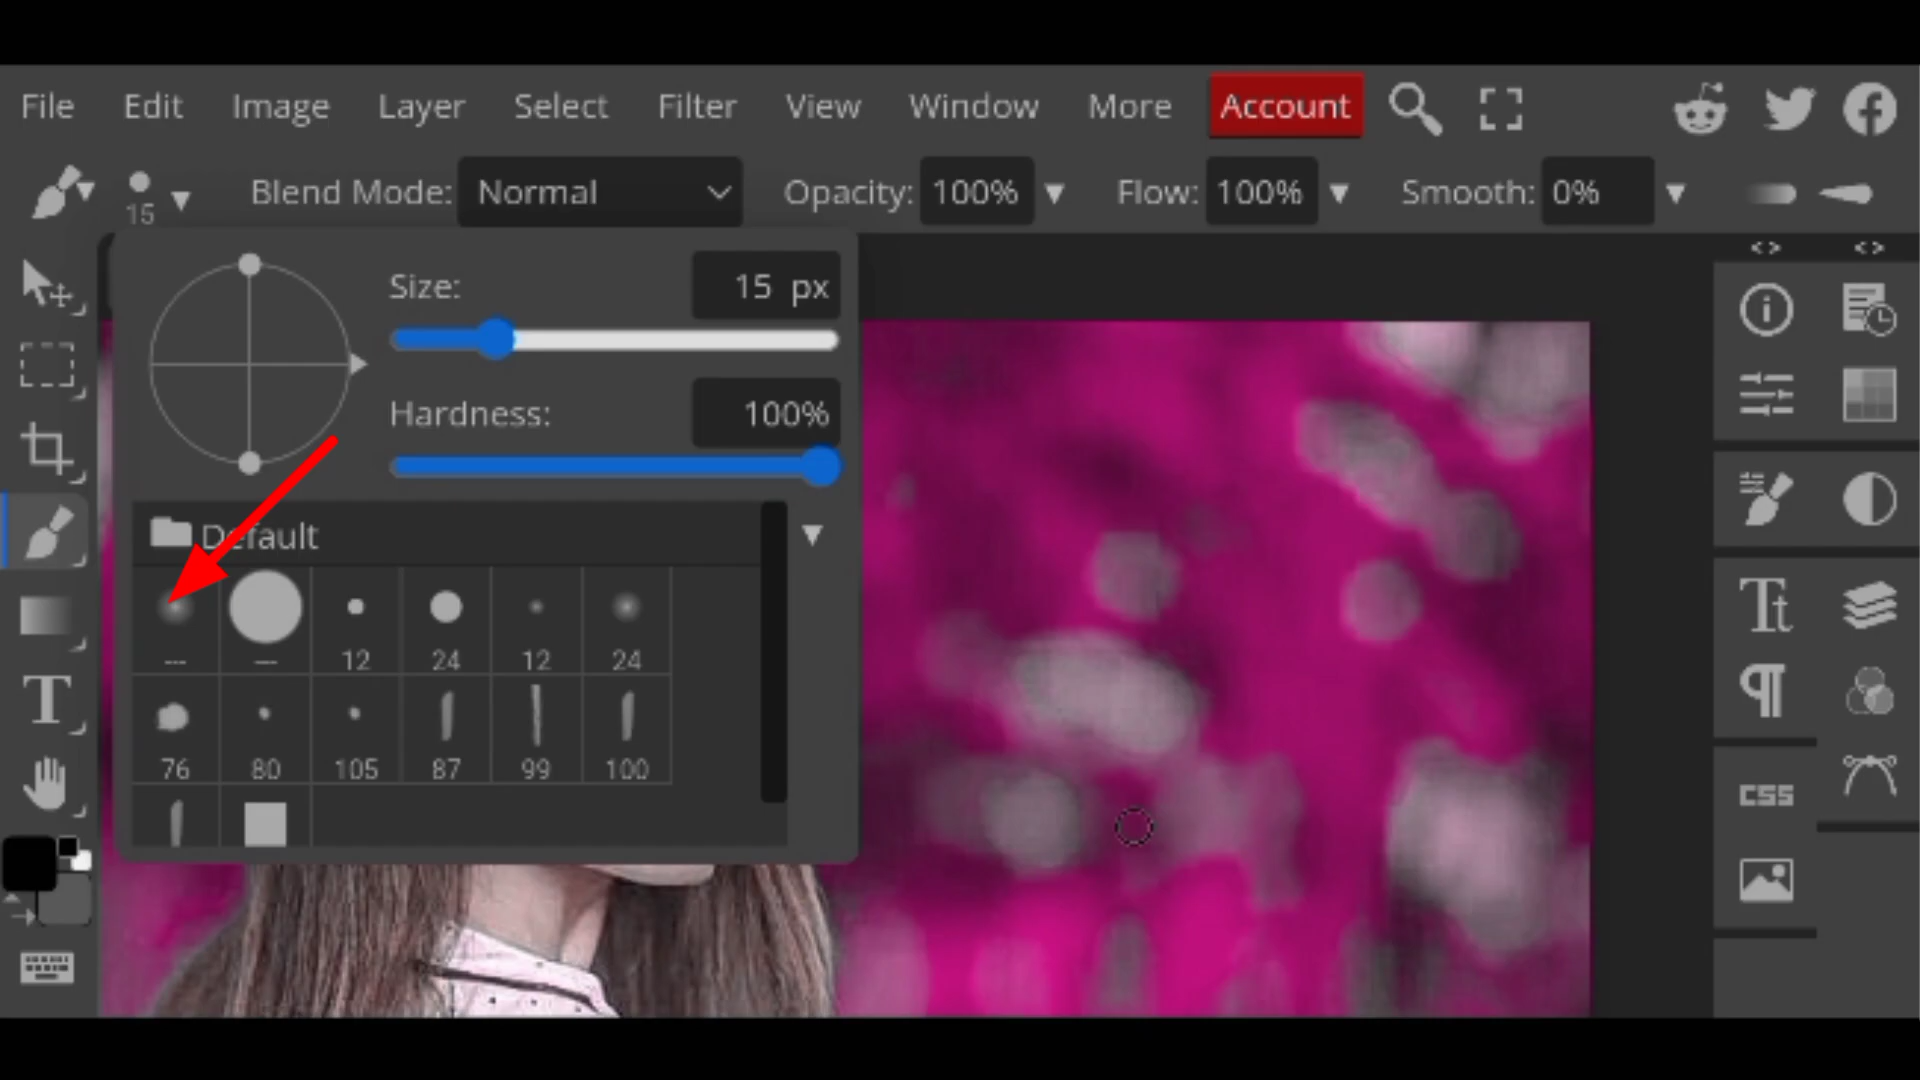 File Edit Image Layer Select Filter View Window More Account
15 Blend Mode: Normal Opacity: 100% Flow: 100% Smooth: 0%
Size: 15 px
Hardness: 100%
Default
--- --- 12 24 12 24
76 80 105 87 99 100
CSS